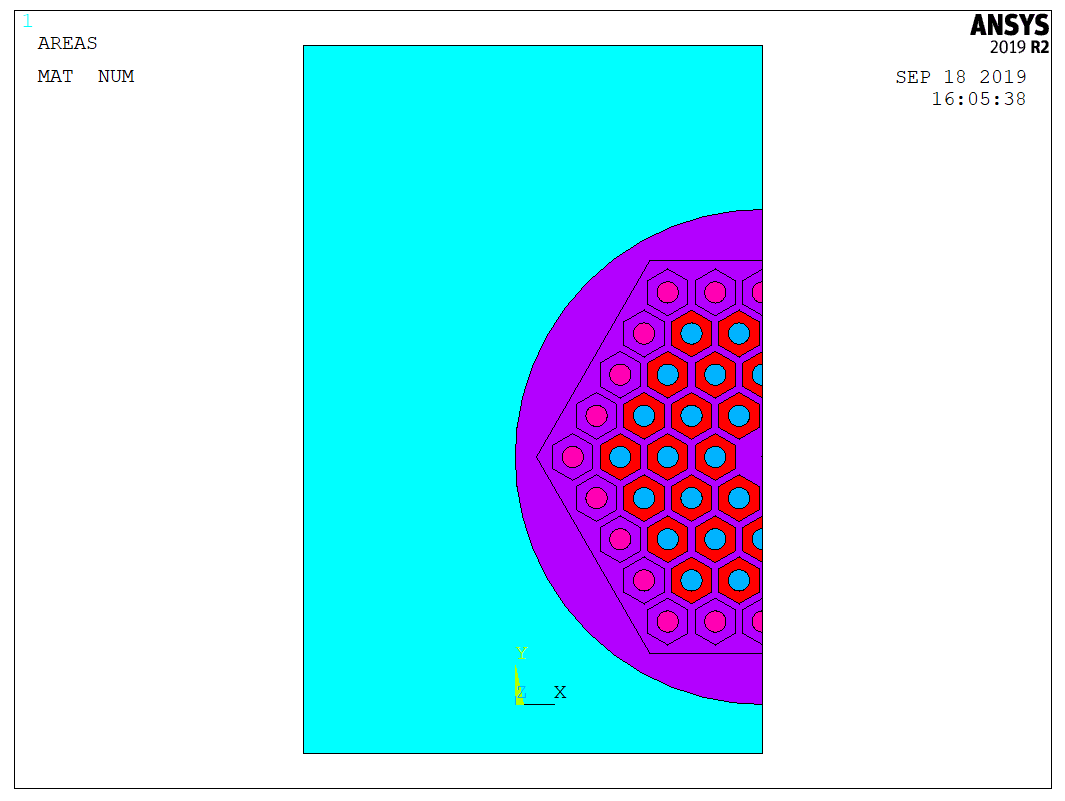 1
ANSYS
2019 R2
AREAS
MAT NUM
SEP 18 2019
16:05:38
Y
Z
X